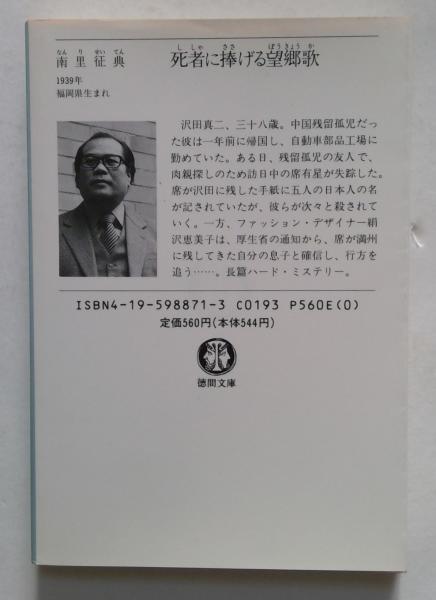 なん り せい てん
南里征典
し しゃ ささ ぼうきょう か
死者に捧げる望郷歌
1939年
福岡県生まれ
沢田真二、三十八歳。中国残留孤児だっ
た彼は一年前に帰国し、自動車部品工場に
勤めていた。ある日、残留孤児の友人で、
肉親探しのため訪日中の席有星が失踪した。
席が沢田に残した手紙に五人の日本人の名
が記されていたが、彼らが次々と殺されて
いく。一方、ファッション・デザイナー絹
沢恵美子は、厚生省の通知から、席が満州
に残してきた自分の息子と確信し、行方を
追う……。長篇ハード・ミステリー。
ISBN4-19-598871-3 C0193 P560E(0)
定価560円(本体544円)
徳間文庫